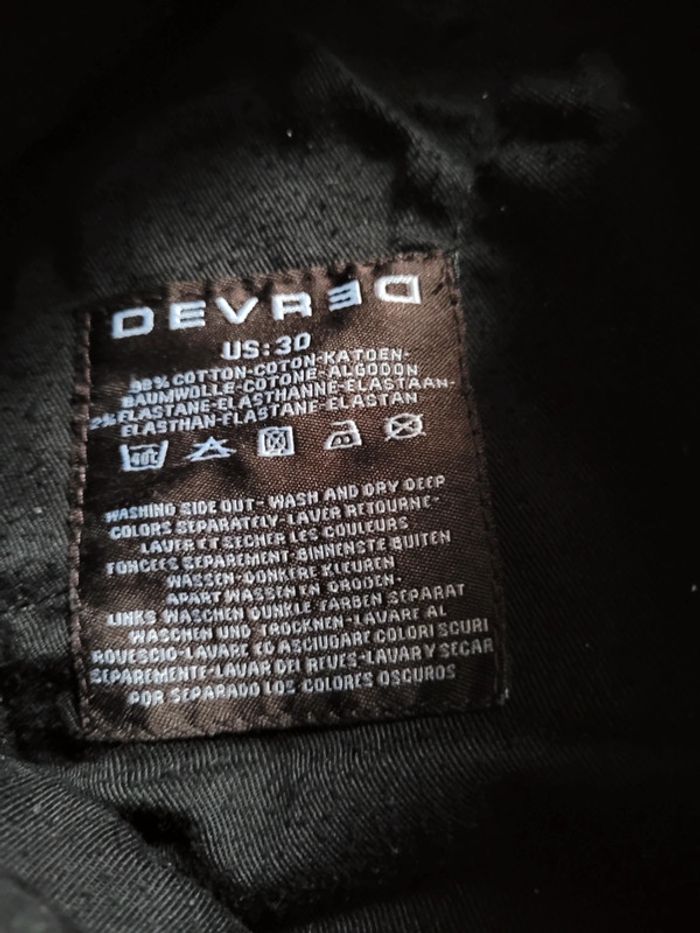 DEVRED
US:30
98% COTTON-COTON-KATOEN-
BAUMWOLLE-COTONE-ALGODON
2% ELASTANE-ELASTHANNE-ELASTAAN-
ELASTHAN-ELASTANE-ELASTAN
40C
WASHING SIDE OUT- WASH AND DRY DEEP
COLORS SEPARATELY-LAVER RETOURNE-
LAVER ET SECHER LES COULEURS
FONCEES SEPAREMENT-BINNENSTE BUITEN
WASSEN-DONKERE KLEUREN
APART WASSEN EN DROGEN-
LINKS WASCHEN DUNKLE FARBEN SEPARAT
WASCHEN UND TROCKNEN-LAVARE AL
ROVESCIO-LAVARE ED ASCIUGARE COLORI SCURI
SEPAREMENTE-LAVAR DEL REVES-LAVAR Y SECAR
POR SEPARADO LOS COLORES OSCUROS